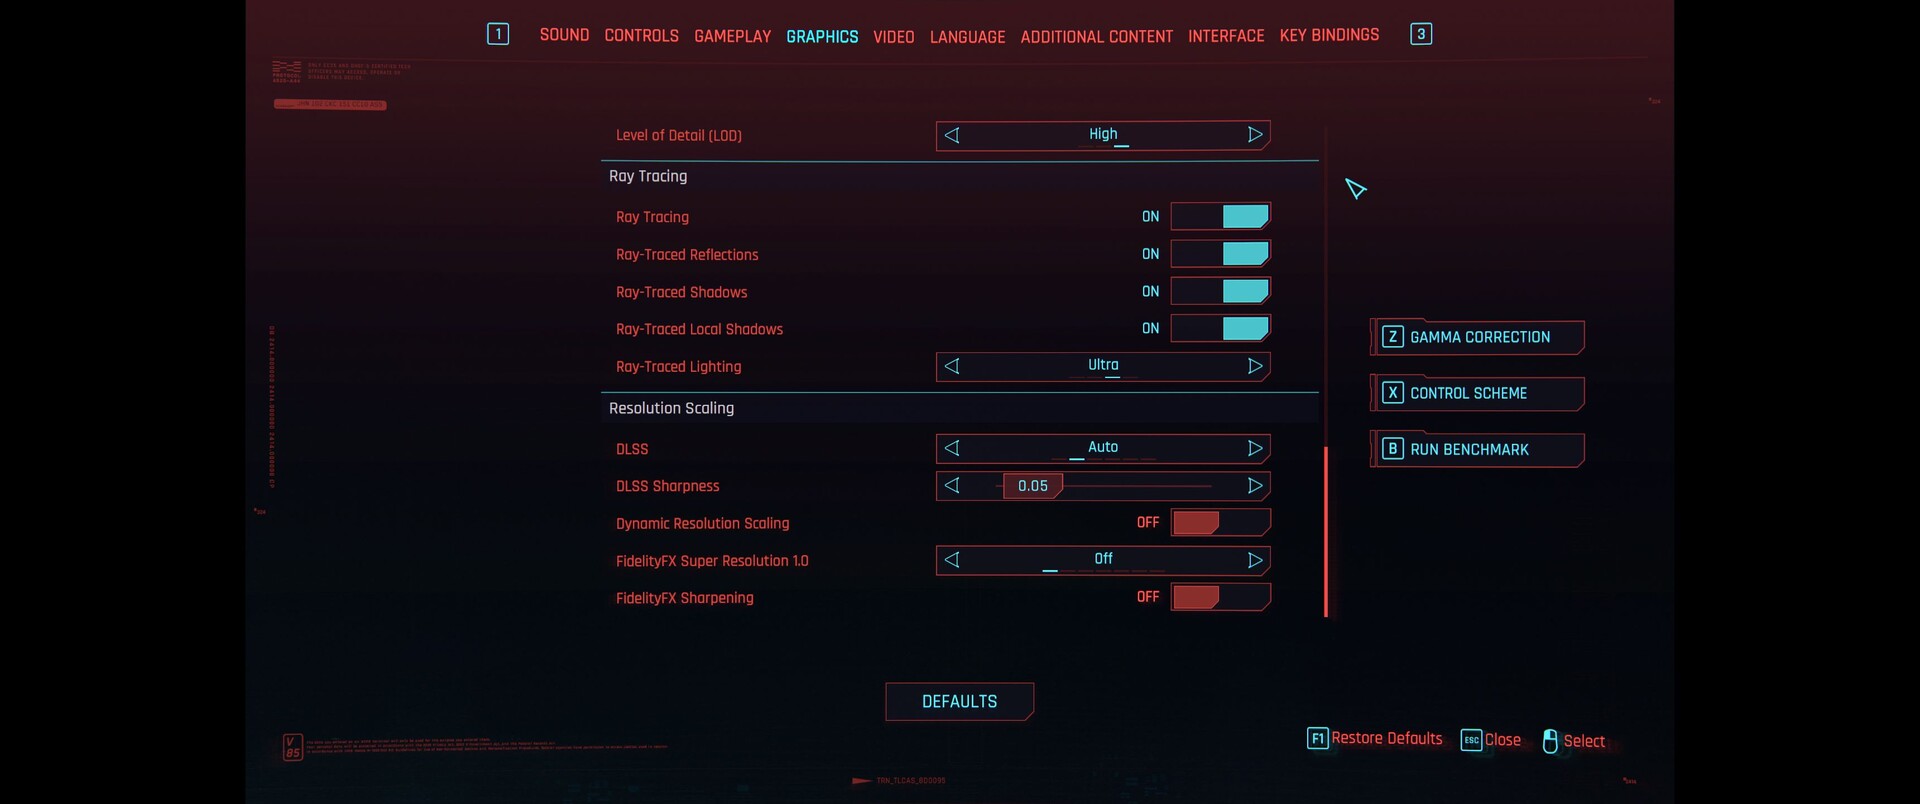 1 SOUND CONTROLS GAMEPLAY GRAPHICS VIDEO LANGUAGE ADDITIONAL CONTENT INTERFACE KEY BINDINGS 3
Level of Detail (LOD) High
Ray Tracing
Ray Tracing ON
Ray-Traced Reflections ON
Ray-Traced Shadows ON
Ray-Traced Local Shadows ON
Ray-Traced Lighting Ultra
Z GAMMA CORRECTION
X CONTROL SCHEME
B RUN BENCHMARK
Resolution Scaling
DLSS Auto
DLSS Sharpness 0.05
Dynamic Resolution Scaling OFF
FidelityFX Super Resolution 1.0 Off
FidelityFX Sharpening OFF
DEFAULTS
F1 Restore Defaults ESC Close Select
V
85
TRN_TLCAS_800095